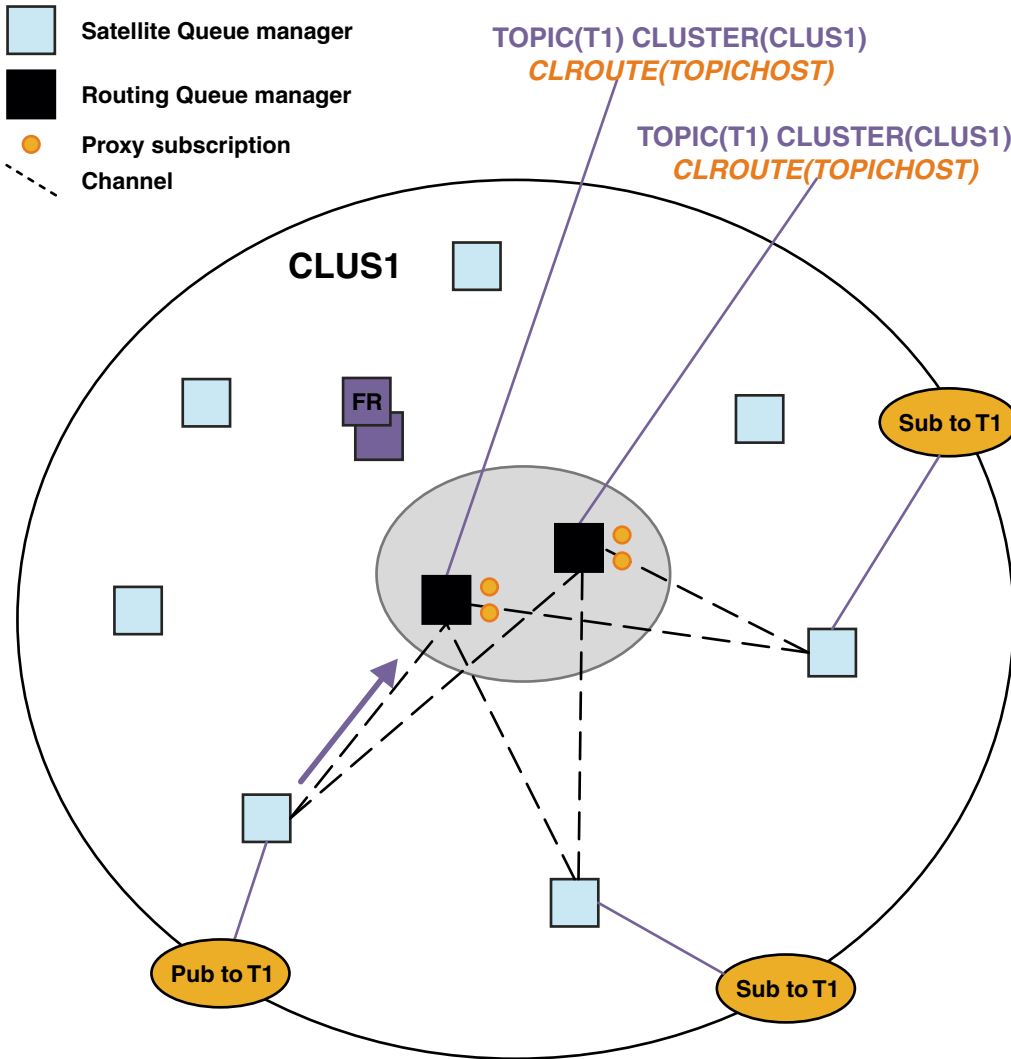 Satellite Queue manager
Routing Queue manager
Proxy subscription
Channel
TOPIC(T1) CLUSTER(CLUS1)
CLROUTE(TOPICHOST)
TOPIC(T1) CLUSTER(CLUS1)
CLROUTE(TOPICHOST)
CLUS1
FR
Sub to T1
Pub to T1
Sub to T1